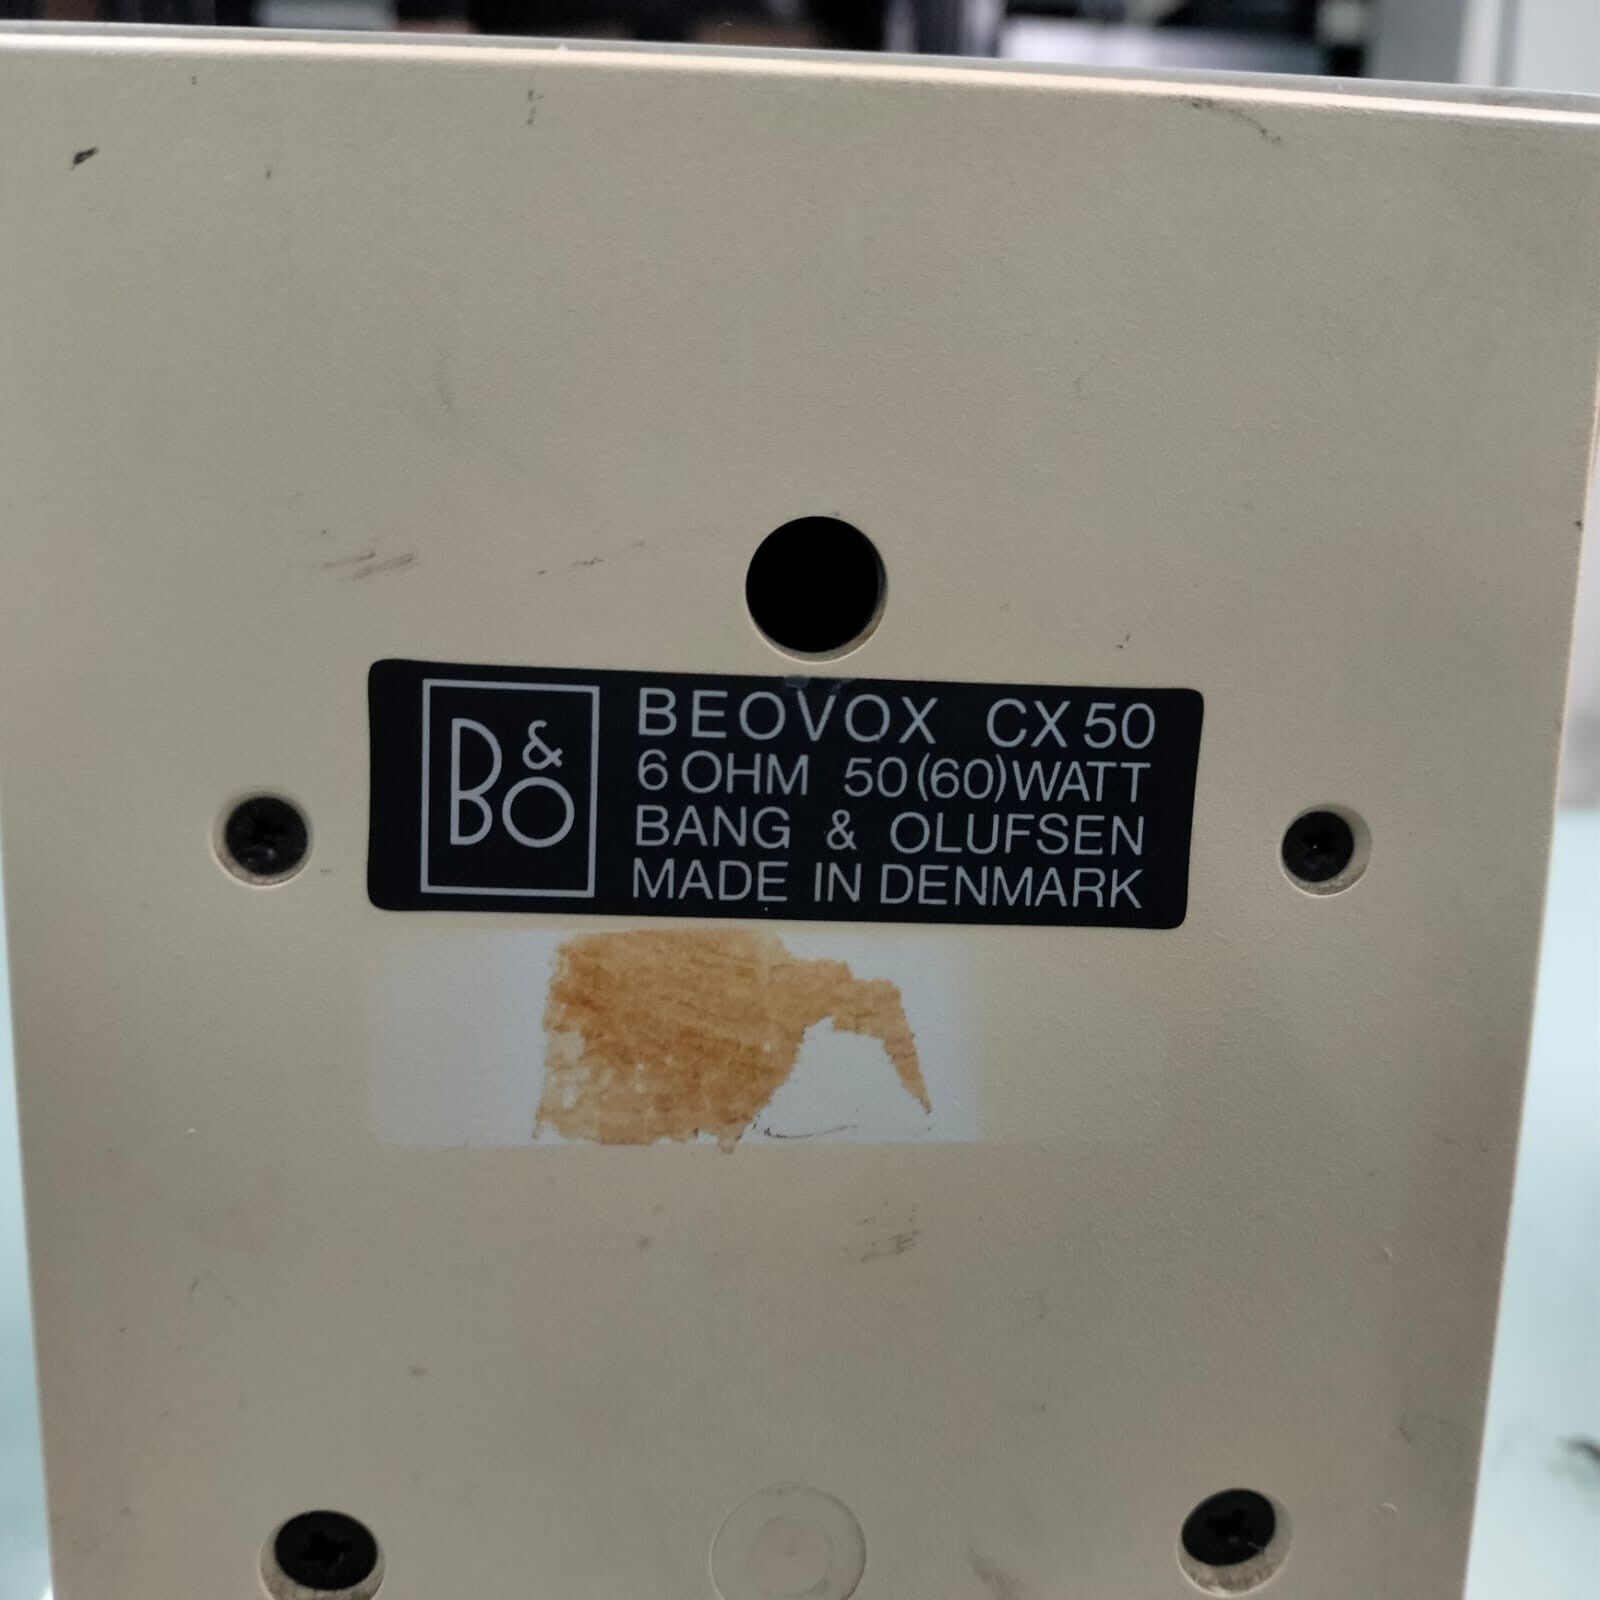 B&O
BEOVOX CX50
6 OHM 50(60)WATT
BANG & OLUFSEN
MADE IN DENMARK